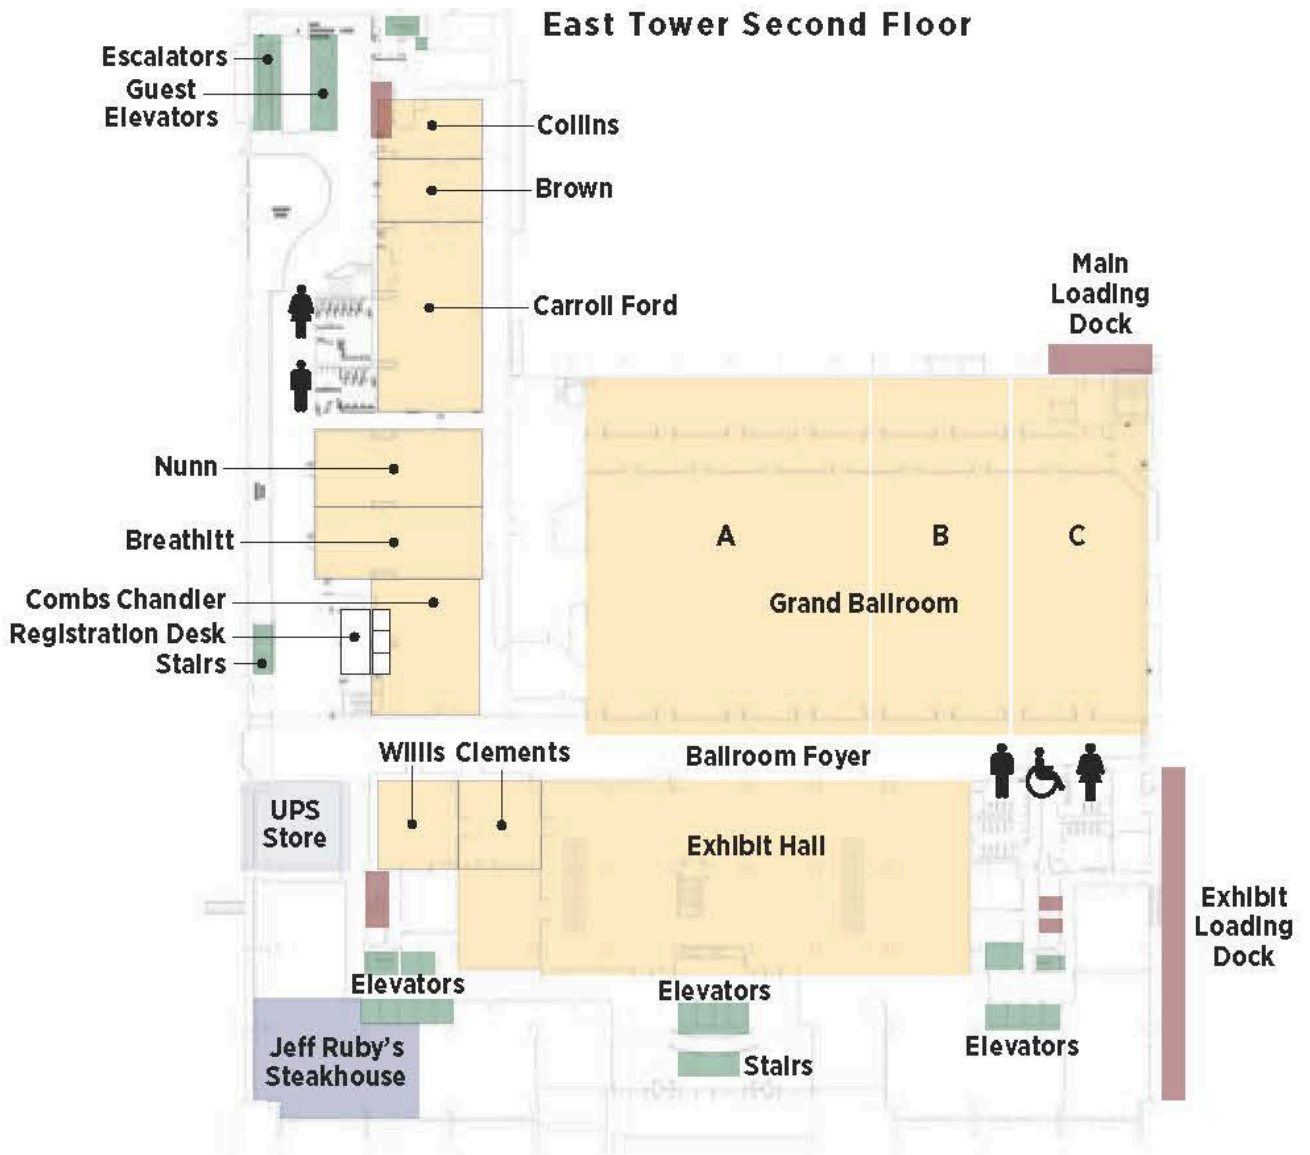 East Tower Second Floor
Escalators
Guest
Elevators
Collins
Brown
Carroll Ford
Main
Loading
Dock
Nunn
Breathitt
Combs Chandler
Registration Desk
Stairs
A
B
C
Grand Ballroom
Willis
Clements
Ballroom Foyer
UPS
Store
Exhibit Hall
Exhibit
Loading
Dock
Elevators
Elevators
Elevators
Jeff Ruby's
Steakhouse
Stairs